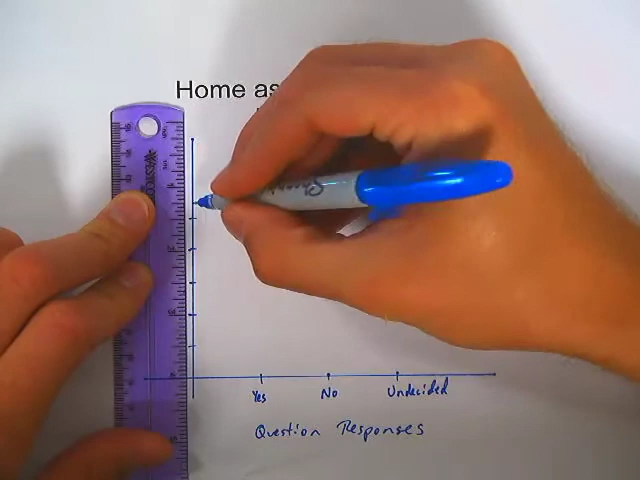 Home as
Yes No Undecided
Question Responses